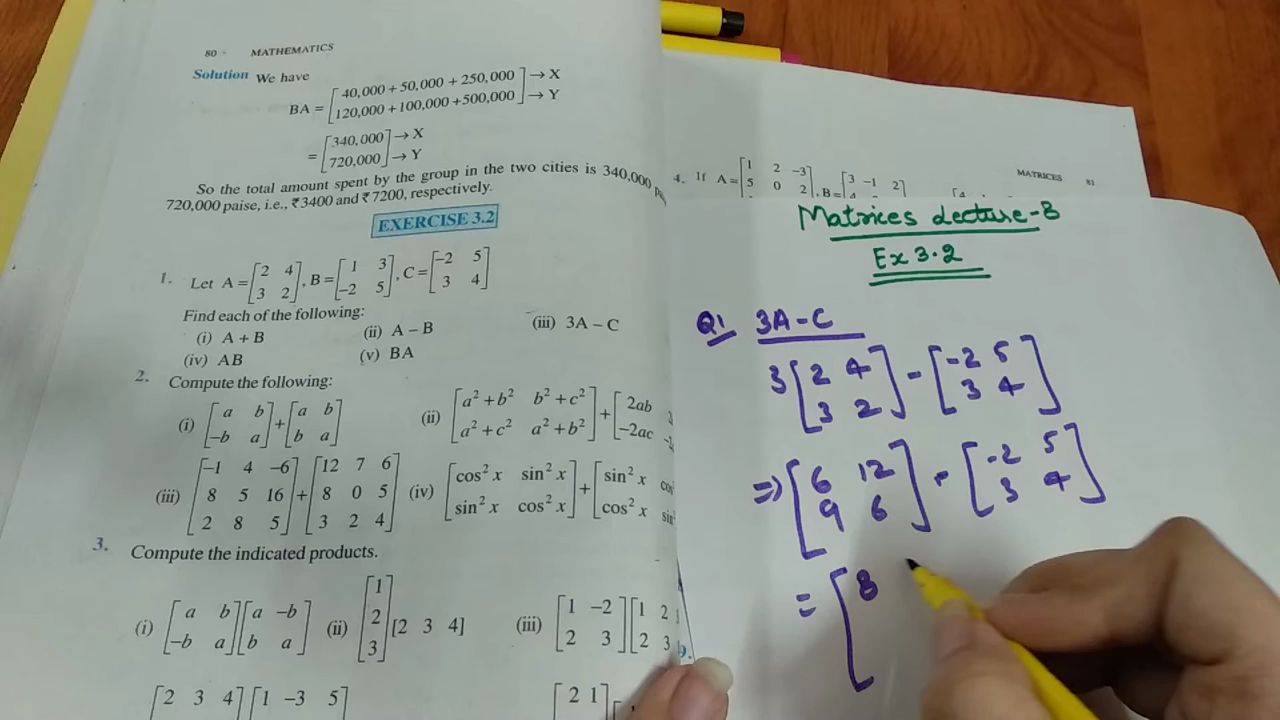 80 MATHEMATICS
Solution We have
BA = [40,000 + 50,000 + 250,000] → X
[120,000 + 100,000 + 500,000] → Y
= [340,000] → X
[720,000] → Y
So the total amount spent by the group in the two cities is 340,000
720,000 paise, i.e., ₹ 3400 and ₹ 7200, respectively.
EXERCISE 3.2
1. Let A = [2 4; 3 2], B = [1 3; −2 5], C = [−2 5; 3 4]
Find each of the following:
(i) A + B (ii) A − B (iii) 3A − C
(iv) AB (v) BA
2. Compute the following:
(i) [a b; −b a] + [a b; b a] (ii) [a² + b² b² + c²; a² + c² a² + b²] + [2ab; −2ac
(iii) [−1 4 −6; 8 5 16; 2 8 5] + [12 7 6; 8 0 5; 3 2 4] (iv) [cos² x sin² x; sin² x cos² x] + [sin² x; cos² x
3. Compute the indicated products.
(i) [a b; −b a] [a −b; b a] (ii) [1; 2; 3] [2 3 4] (iii) [1 −2; 2 3] [1 2; 2 3
[2 3 4] [1 −3 5] [2 1]
MATRICES 81
4. If A = [1 2 −3; 5 0 2], B = [3 −1 2]
Matrices Lecture-8
Ex 3.2
Q1 3A - C
3 [2 4; 3 2] - [-2 5; 3 4]
⇒ [6 12; 9 6] - [-2 5; 3 4]
= [8